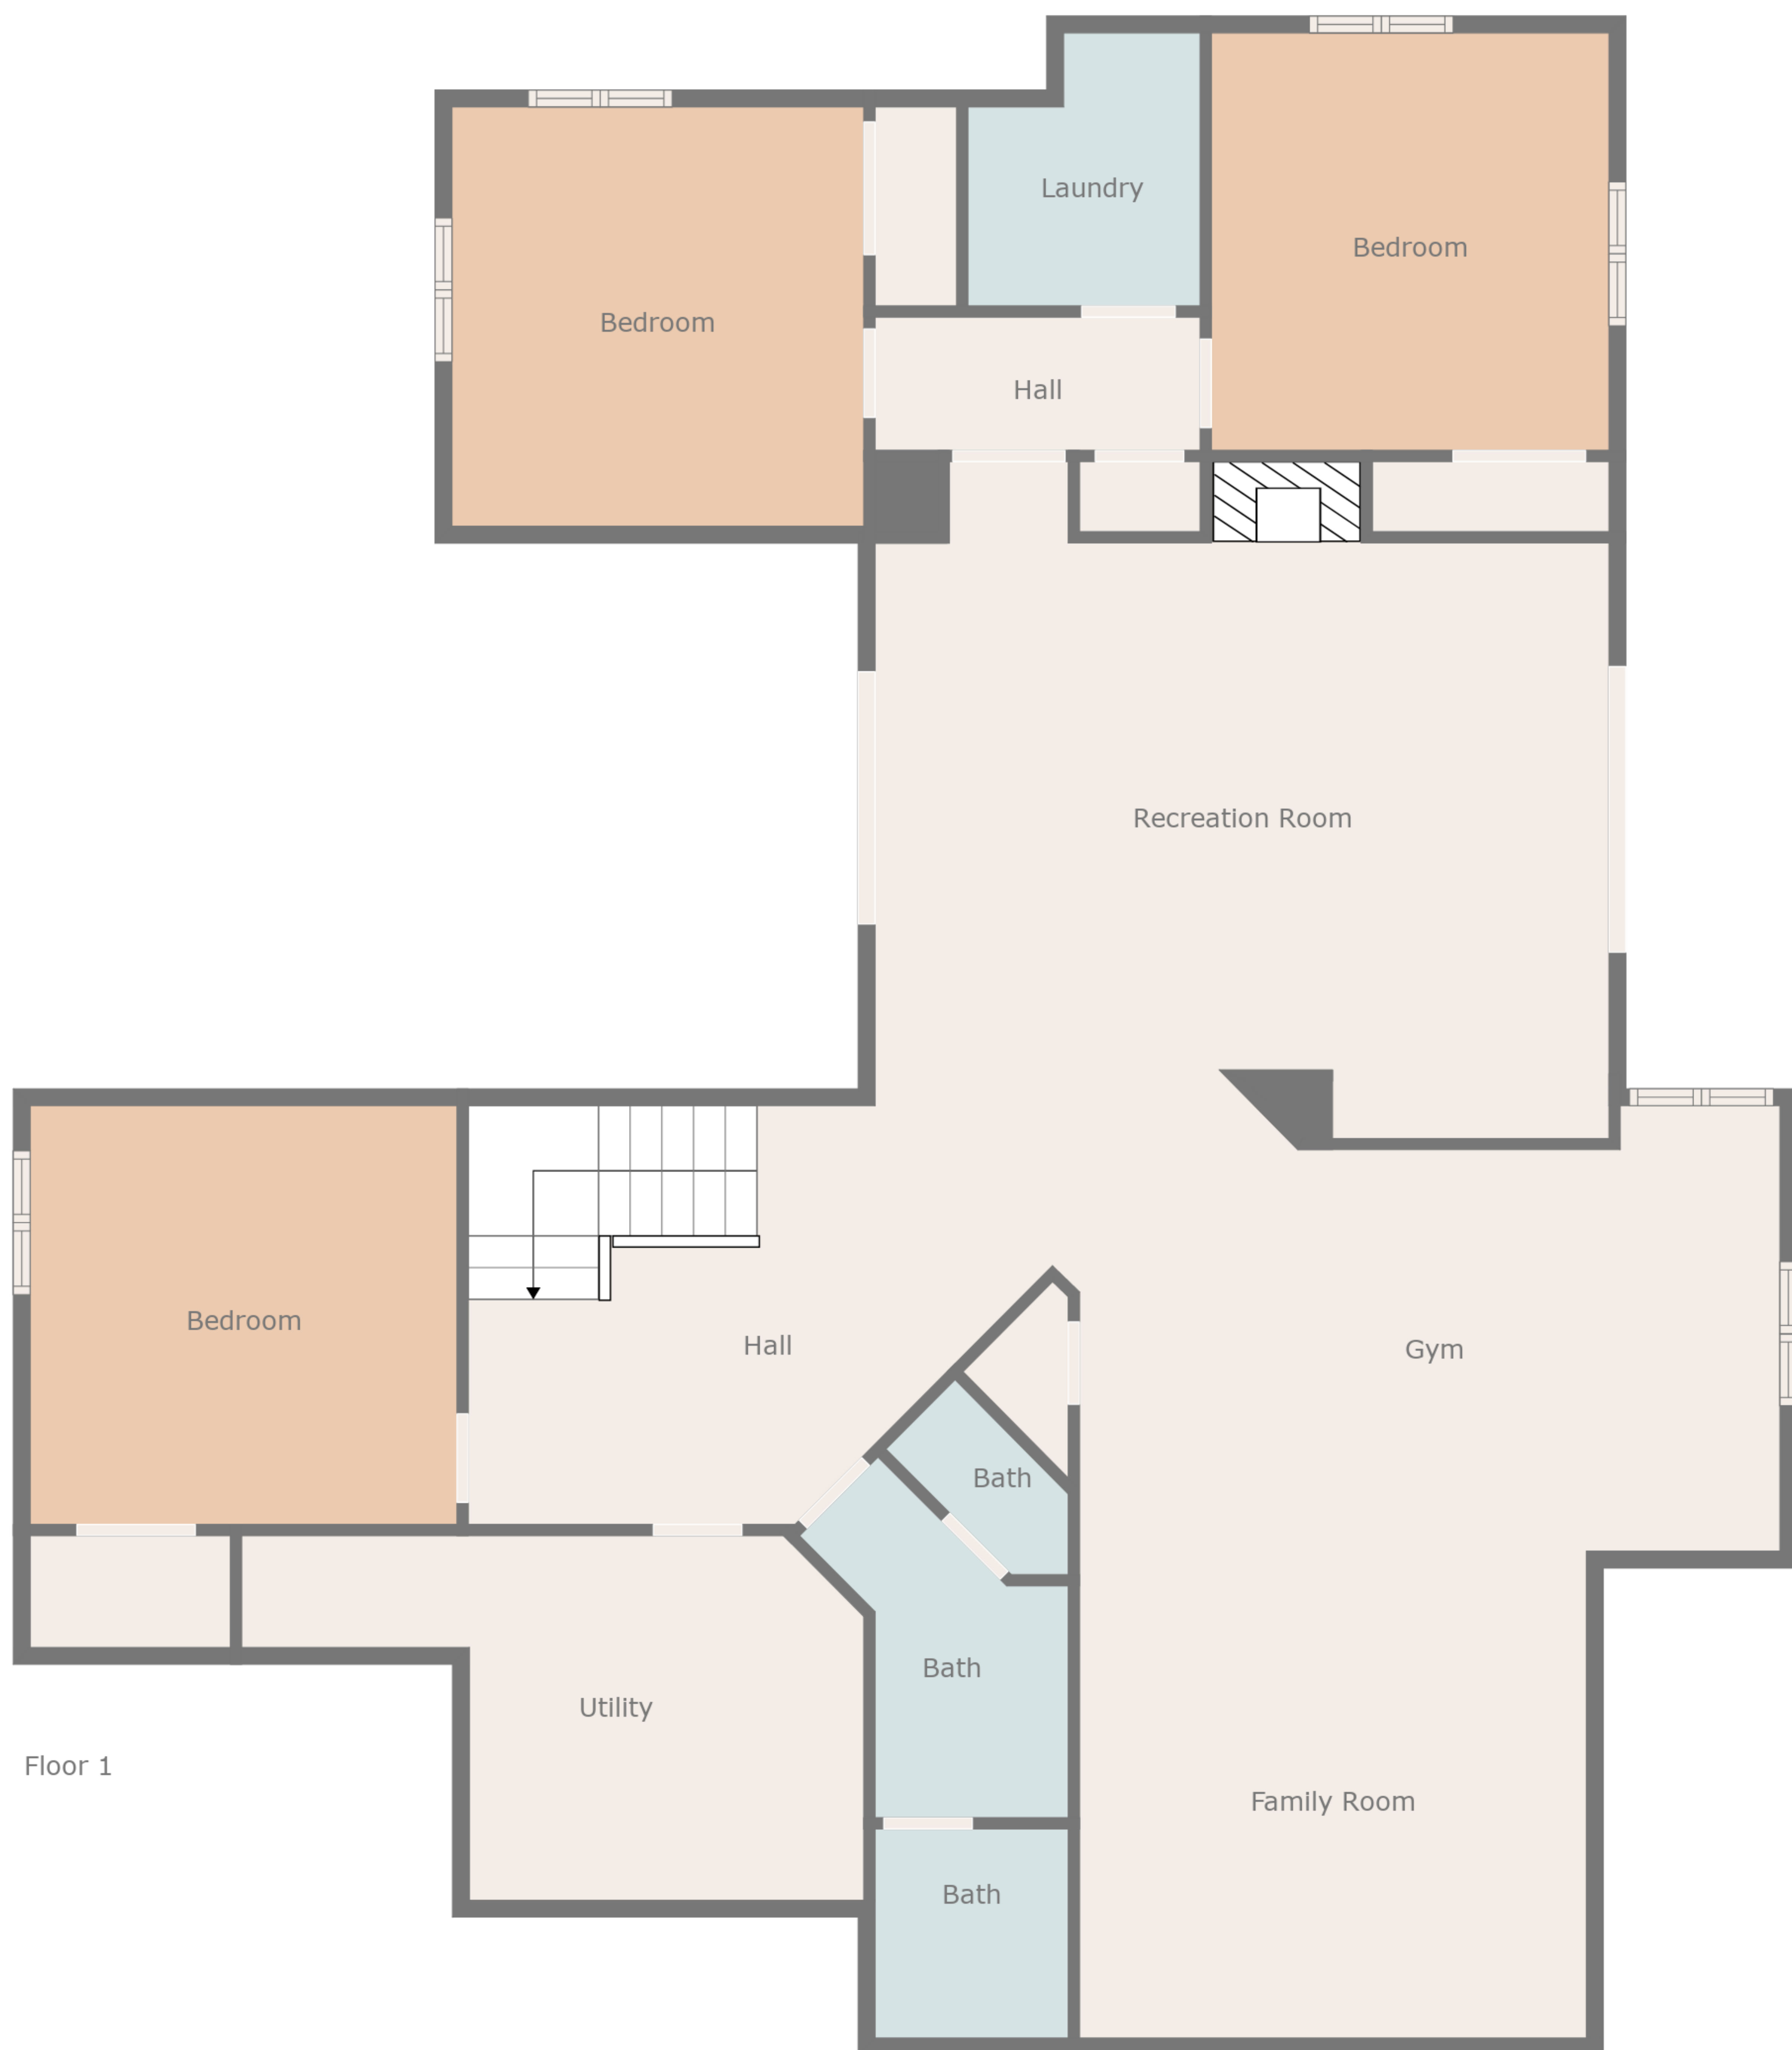 Laundry
Bedroom
Bedroom
Hall
Recreation Room
Bedroom
Hall
Gym
Bath
Bath
Utility
Floor 1
Family Room
Bath